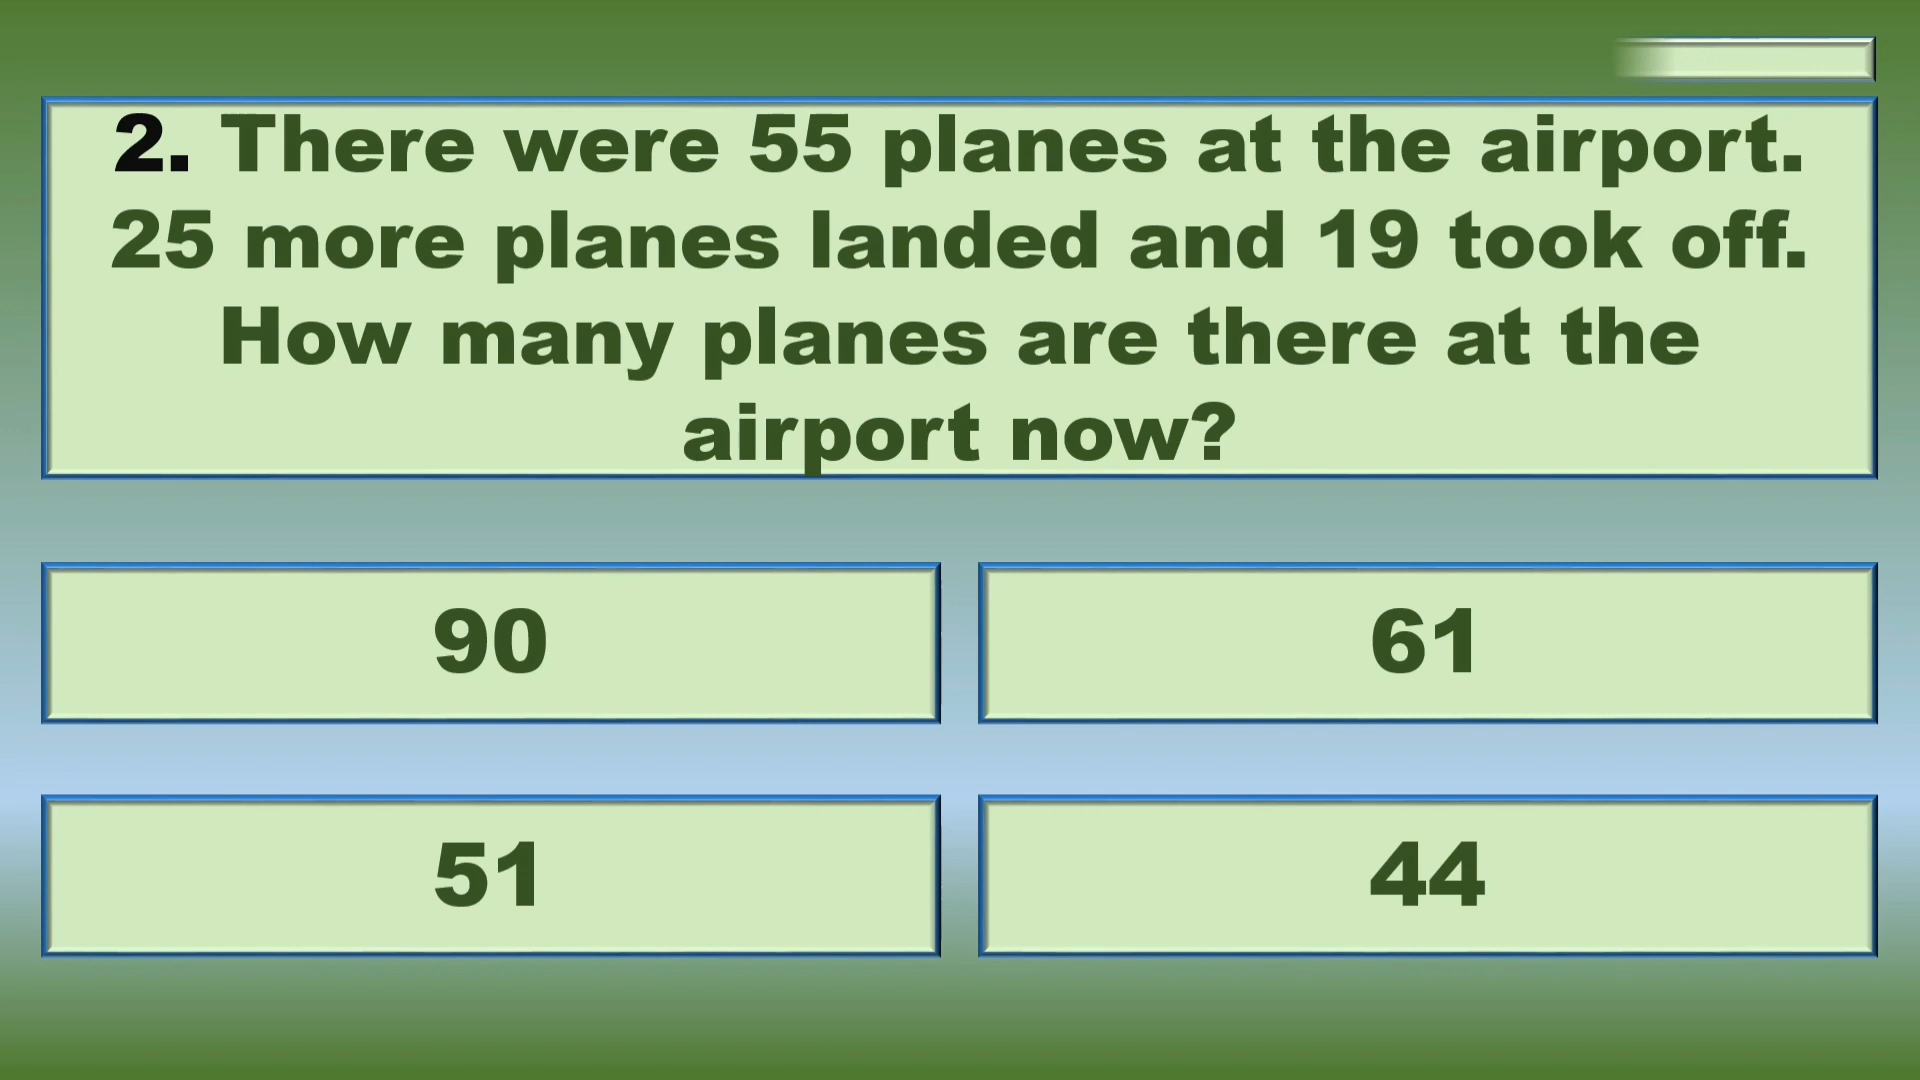 2. There were 55 planes at the airport.
25 more planes landed and 19 took off.
How many planes are there at the
airport now?
90
61
51
44